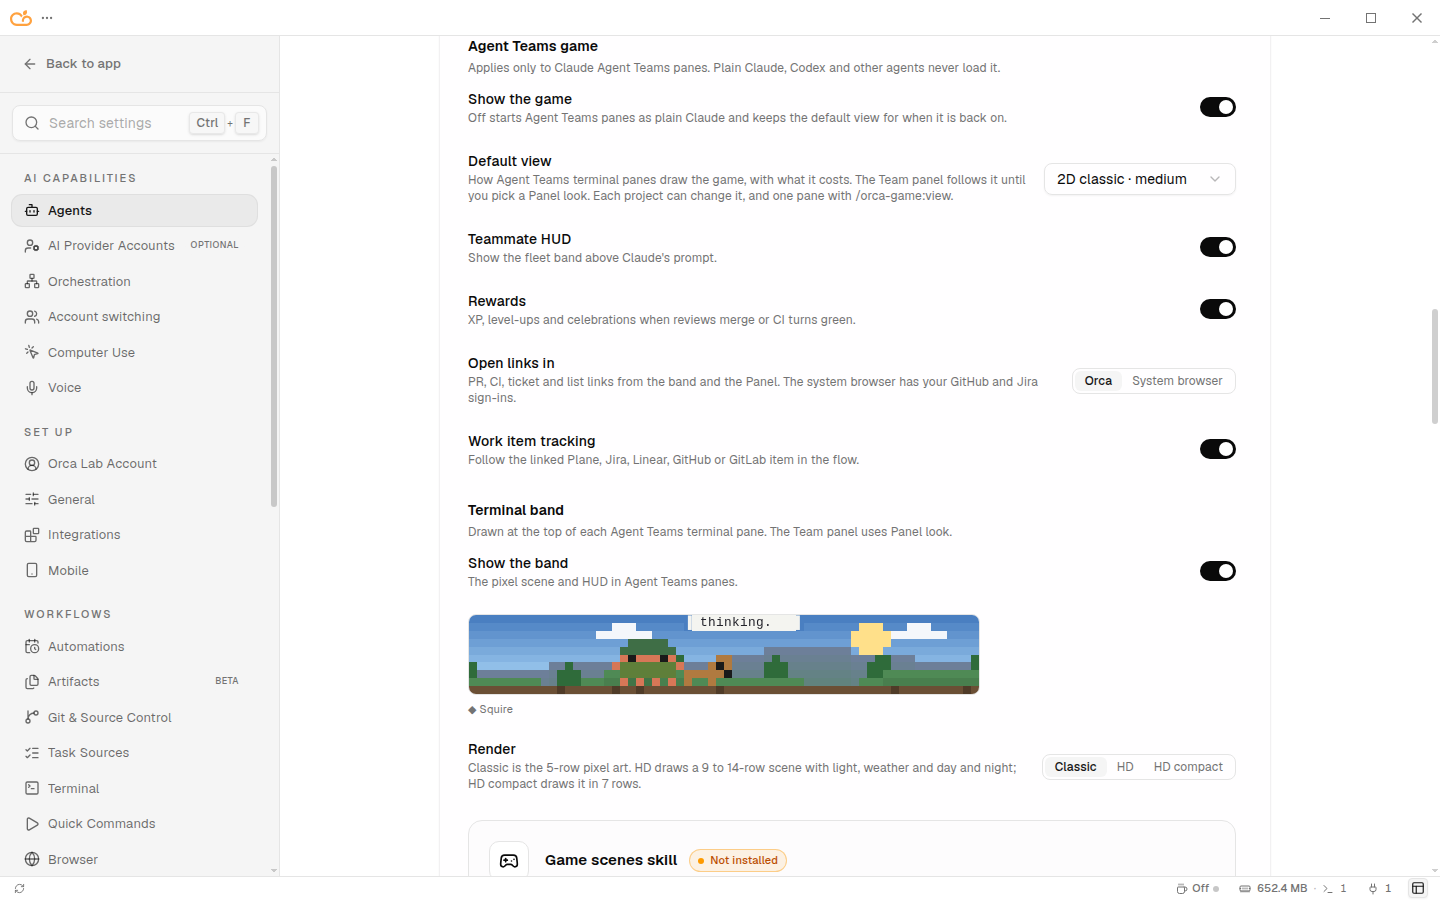 Back to app
Search settings Ctrl + F
AI CAPABILITIES
Agents
AI Provider Accounts OPTIONAL
Orchestration
Account switching
Computer Use
Voice
SET UP
Orca Lab Account
General
Integrations
Mobile
WORKFLOWS
Automations
Artifacts BETA
Git & Source Control
Task Sources
Terminal
Quick Commands
Browser
Agent Teams game
Applies only to Claude Agent Teams panes. Plain Claude, Codex and other agents never load it.
Show the game
Off starts Agent Teams panes as plain Claude and keeps the default view for when it is back on.
Default view
How Agent Teams terminal panes draw the game, with what it costs. The Team panel follows it until
you pick a Panel look. Each project can change it, and one pane with /orca-game:view.
2D classic · medium
Teammate HUD
Show the fleet band above Claude's prompt.
Rewards
XP, level-ups and celebrations when reviews merge or CI turns green.
Open links in
PR, CI, ticket and list links from the band and the Panel. The system browser has your GitHub and Jira
sign-ins.
Orca System browser
Work item tracking
Follow the linked Plane, Jira, Linear, GitHub or GitLab item in the flow.
Terminal band
Drawn at the top of each Agent Teams terminal pane. The Team panel uses Panel look.
Show the band
The pixel scene and HUD in Agent Teams panes.
thinking.
◆ Squire
Render
Classic is the 5-row pixel art. HD draws a 9 to 14-row scene with light, weather and day and night;
HD compact draws it in 7 rows.
Classic HD HD compact
Game scenes skill Not installed
Off 652.4 MB · 1 1